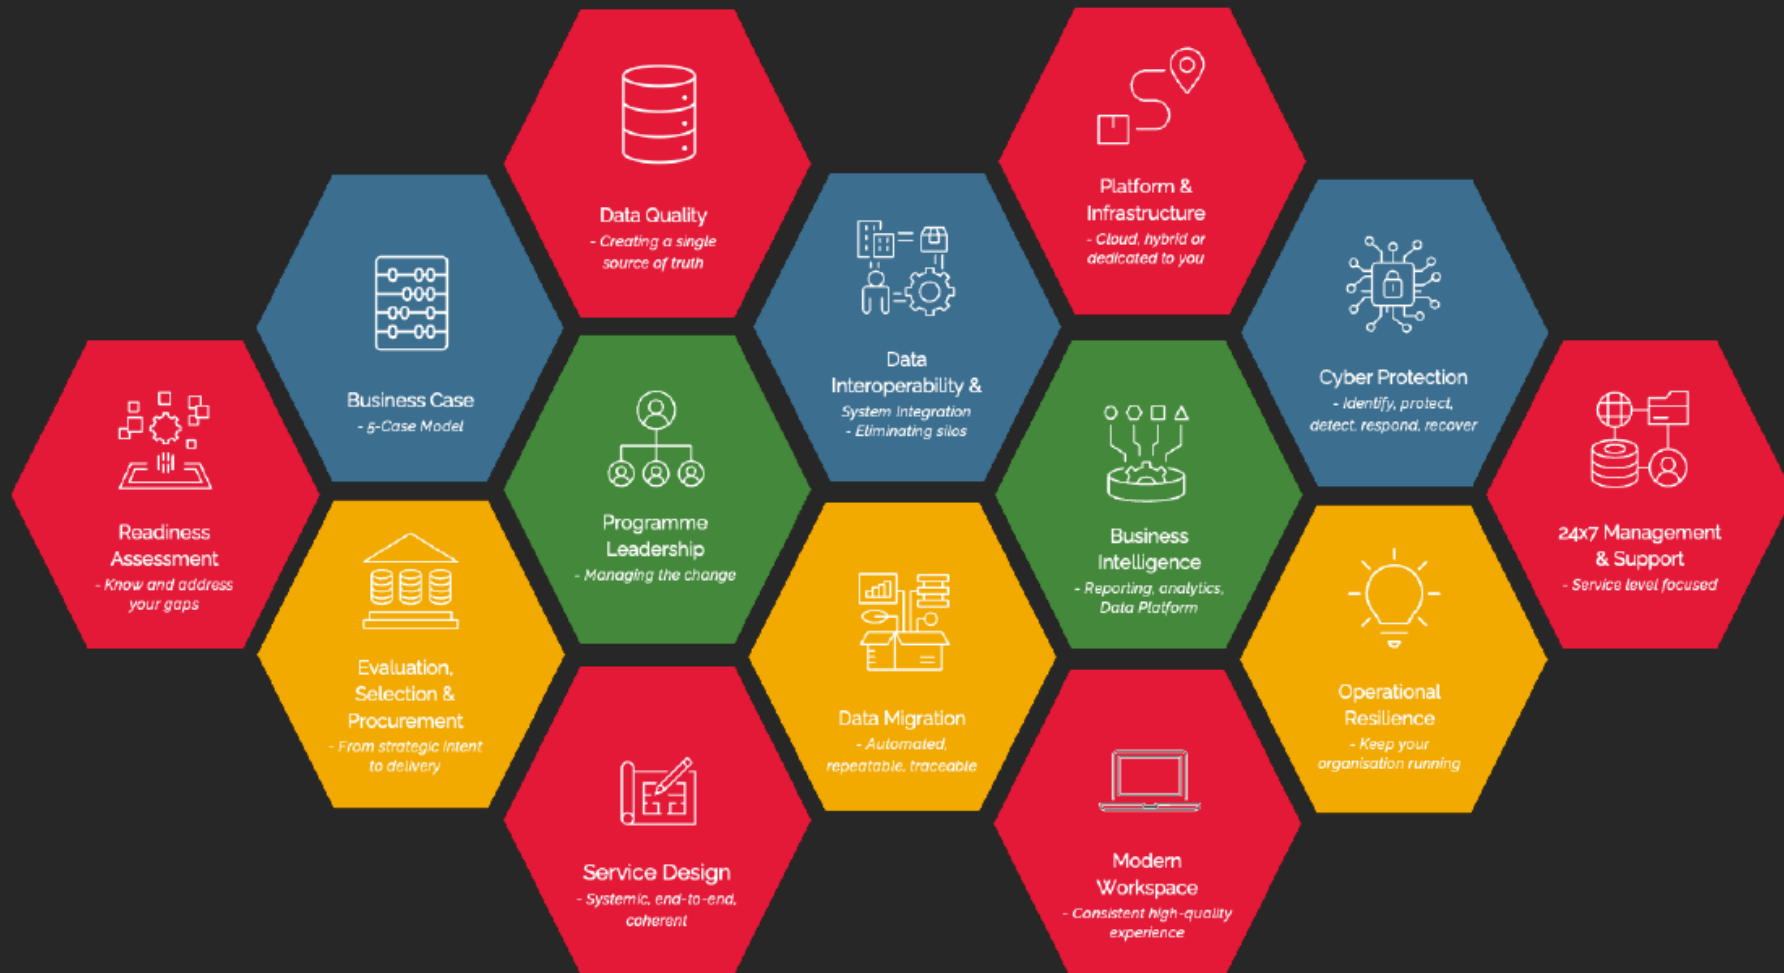 Data Quality
- Creating a single
source of truth
Platform &
Infrastructure
- Cloud, hybrid or
dedicated to you
Business Case
- 5-Case Model
Data
Interoperability &
System Integration
- Eliminating silos
Cyber Protection
- Identify, protect,
detect, respond, recover
Readiness
Assessment
- Know and address
your gaps
Programme
Leadership
- Managing the change
Business
Intelligence
- Reporting, analytics,
Data Platform
24x7 Management
& Support
- Service level focused
Evaluation,
Selection &
Procurement
- From strategic intent
to delivery
Data Migration
- Automated,
repeatable, traceable
Operational
Resilience
- Keep your
organisation running
Service Design
- Systemic, end-to-end,
coherent
Modern
Workspace
- Consistent high-quality
experience